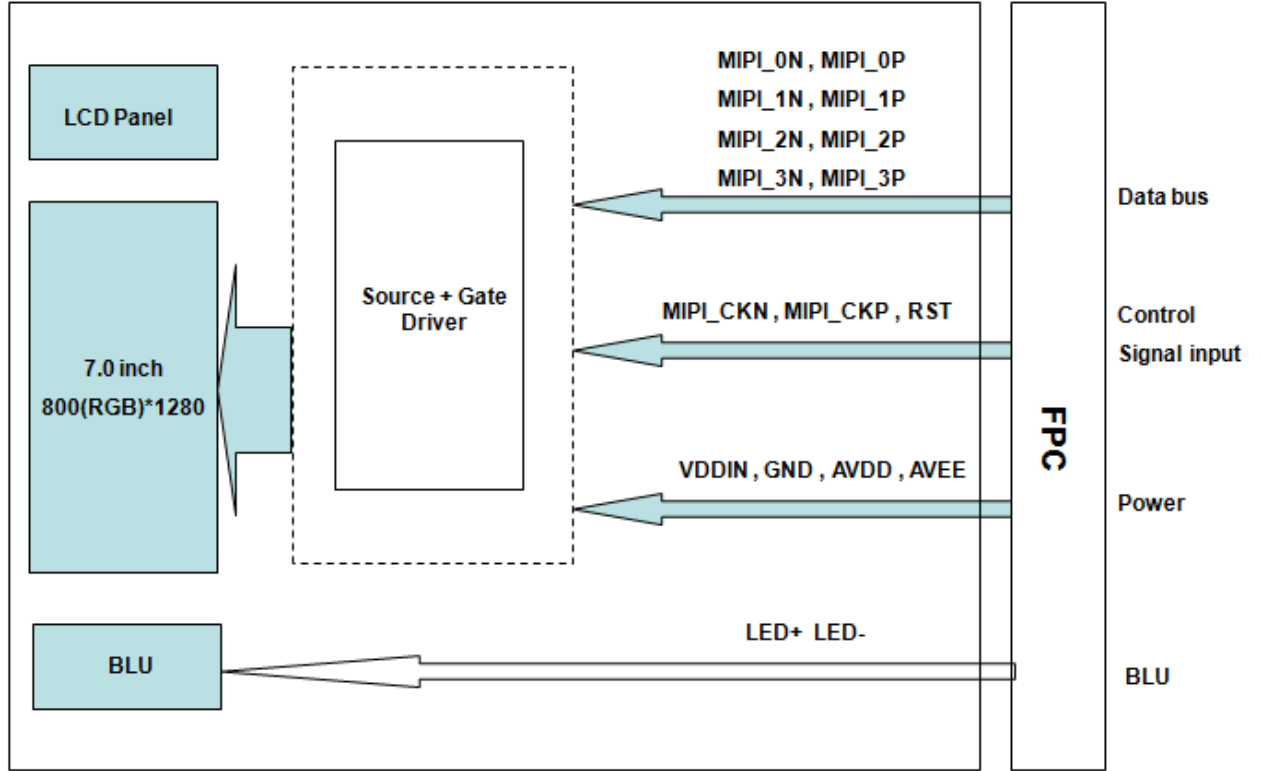 MIPI_0N , MIPI_0P
MIPI_1N , MIPI_1P
MIPI_2N , MIPI_2P
MIPI_3N , MIPI_3P
Data bus
LCD Panel
Source + Gate
Driver
MIPI_CKN , MIPI_CKP , RST
Control
Signal input
7.0 inch
800(RGB)*1280
FPC
VDDIN , GND , AVDD , AVEE
Power
LED+ LED-
BLU
BLU